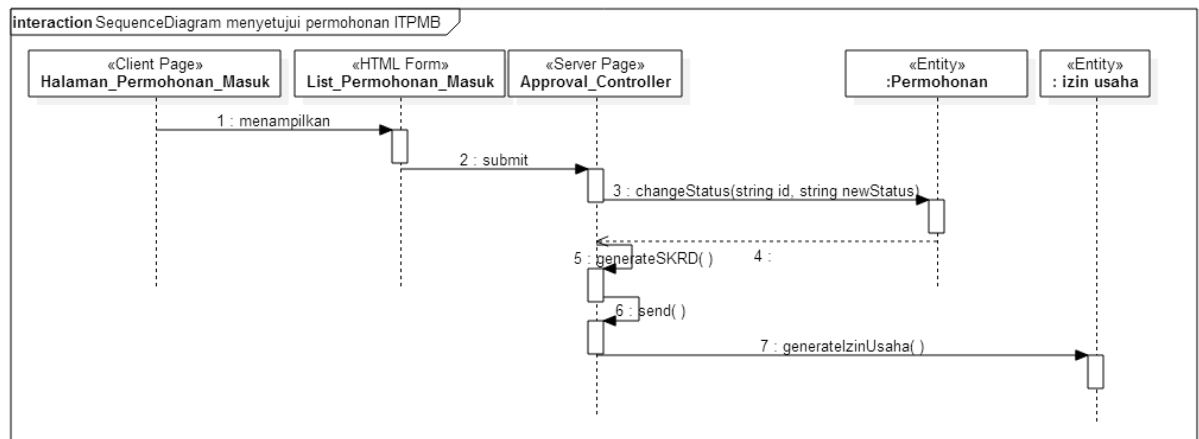 interaction SequenceDiagram menyetujui permohonan ITPMB
«Client Page»
Halaman_Permohonan_Masuk
«HTML Form»
List_Permohonan_Masuk
«Server Page»
Approval_Controller
«Entity»
:Permohonan
«Entity»
: izin usaha
1 : menampilkan
2 : submit
3 : changeStatus(string id, string newStatus)
4 :
5 : generateSKRD( )
6 : send( )
7 : generateIzinUsaha( )